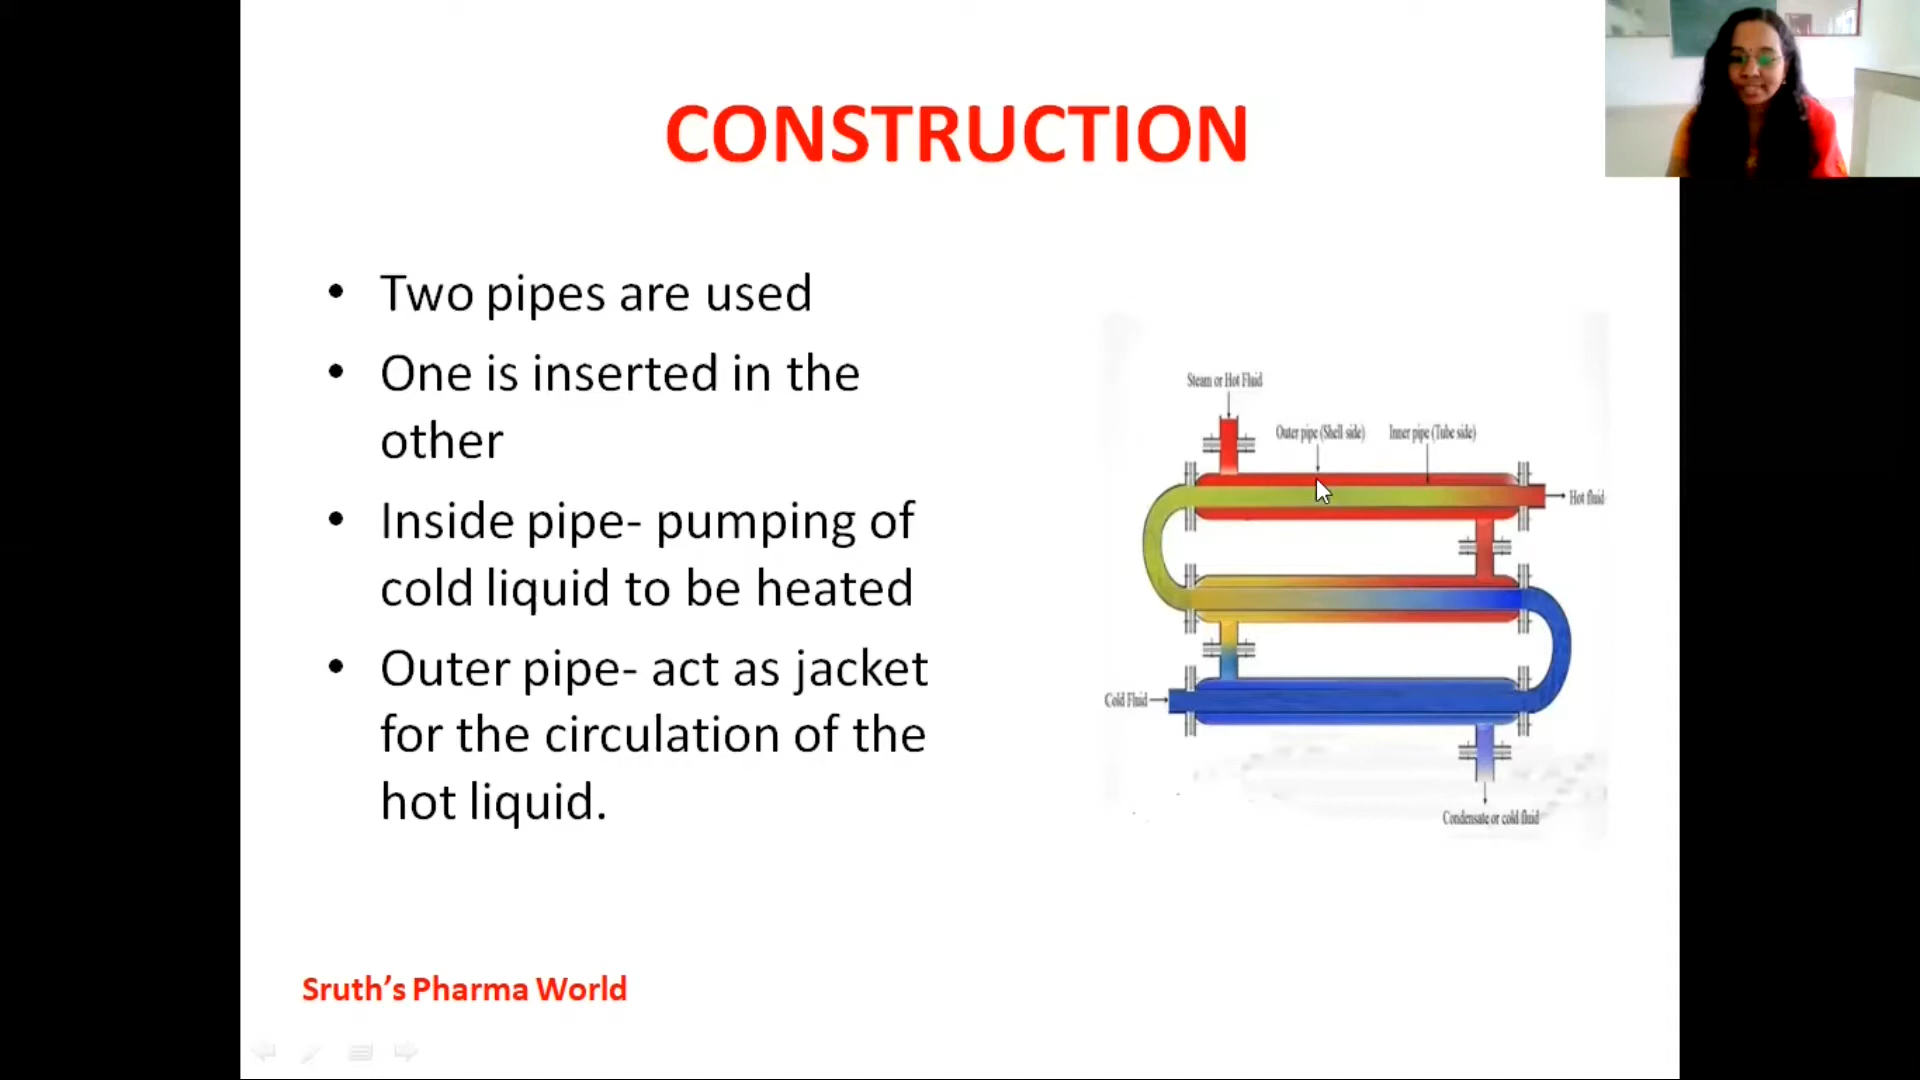 CONSTRUCTION
• Two pipes are used
• One is inserted in the
other
• Inside pipe- pumping of
cold liquid to be heated
• Outer pipe- act as jacket
for the circulation of the
hot liquid.
Steam or Hot Fluid
Outer pipe (Shell side)
Inner pipe (Tube side)
Hot fluid
Cold Fluid
Condensate or cold fluid
Sruth’s Pharma World